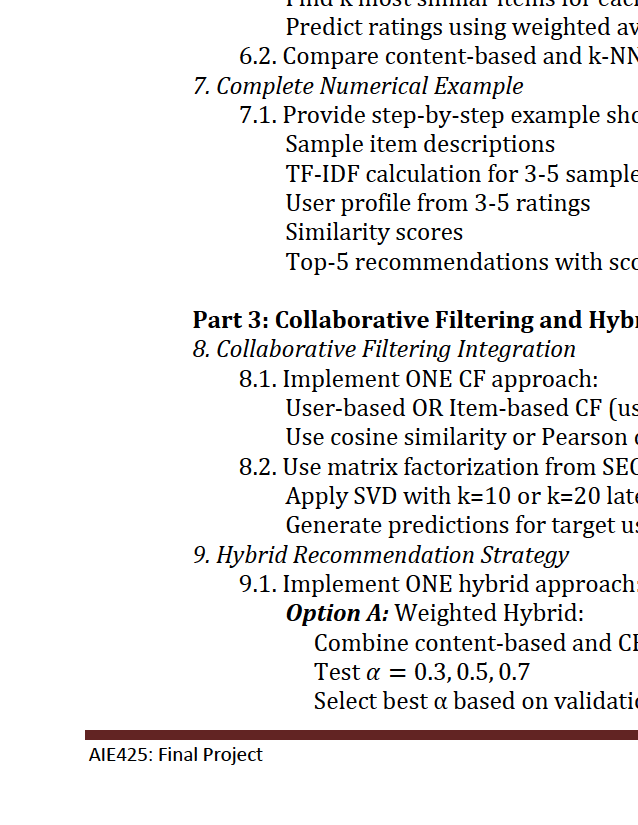 Find k most similar items for each
Predict ratings using weighted av
6.2. Compare content-based and k-NN
7. Complete Numerical Example
7.1. Provide step-by-step example sho
Sample item descriptions
TF-IDF calculation for 3-5 sample
User profile from 3-5 ratings
Similarity scores
Top-5 recommendations with sco
Part 3: Collaborative Filtering and Hybr
8. Collaborative Filtering Integration
8.1. Implement ONE CF approach:
User-based OR Item-based CF (us
Use cosine similarity or Pearson c
8.2. Use matrix factorization from SEC
Apply SVD with k=10 or k=20 late
Generate predictions for target us
9. Hybrid Recommendation Strategy
9.1. Implement ONE hybrid approach:
Option A: Weighted Hybrid:
Combine content-based and CF
Test α = 0.3, 0.5, 0.7
Select best α based on validatio
AIE425: Final Project